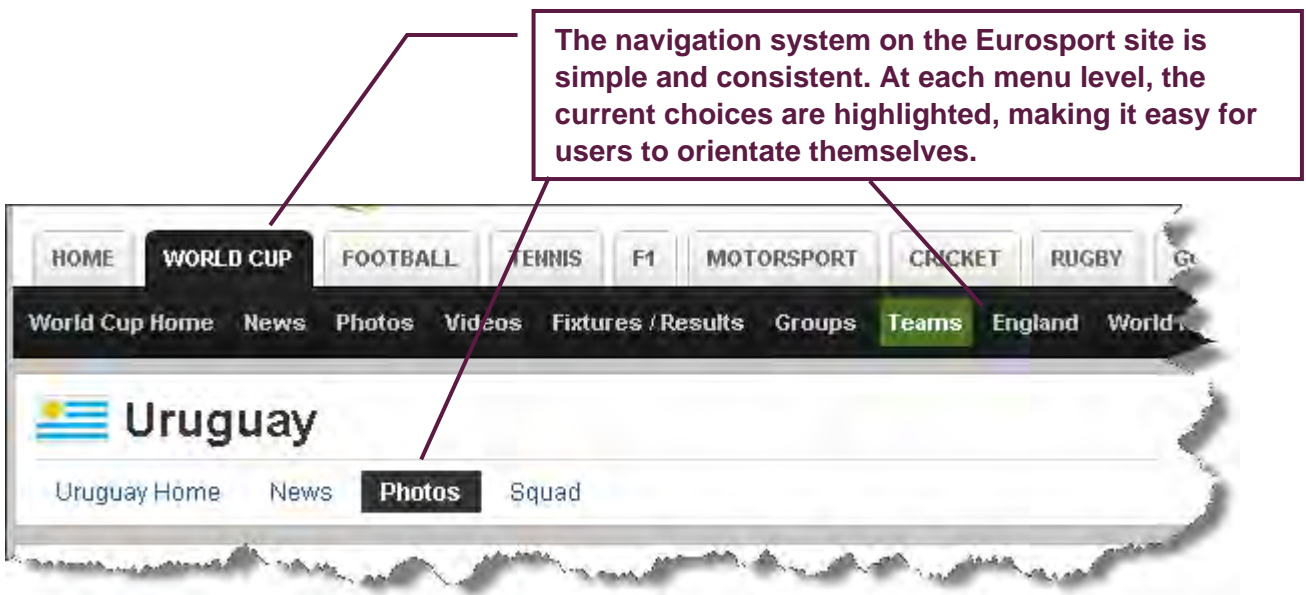 The navigation system on the Eurosport site is
simple and consistent. At each menu level, the
current choices are highlighted, making it easy for
users to orientate themselves.
HOME WORLD CUP FOOTBALL TENNIS F1 MOTORSPORT CRICKET RUGBY
World Cup Home News Photos Videos Fixtures / Results Groups Teams England World
Uruguay
Uruguay Home News Photos Squad